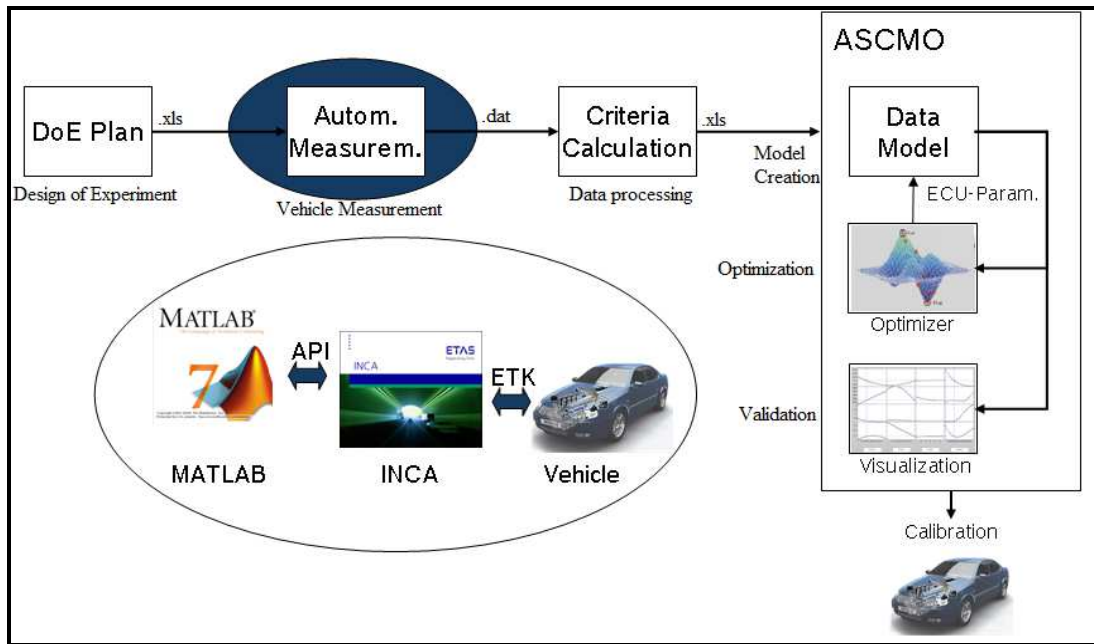 ASCMO
DoE Plan
.xls
Autom.
Measurem.
.dat
Criteria
Calculation
.xls
Data
Model
Design of Experiment
Vehicle Measurement
Data processing
Model
Creation
ECU-Param.
Optimization
Optimizer
MATLAB
7
API
ETAS
INCA
ETK
MATLAB
INCA
Vehicle
Validation
Visualization
Calibration